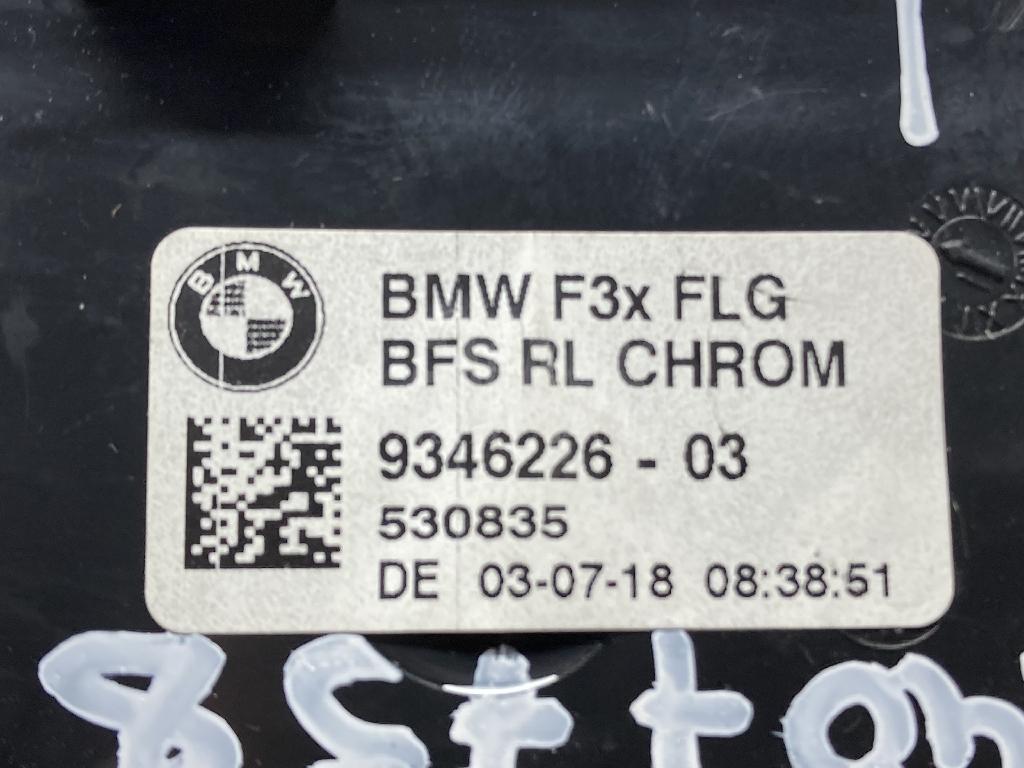 BMW
BMW F3x FLG
BFS RL CHROM
9346226 - 03
530835
DE 03-07-18 08:38:51